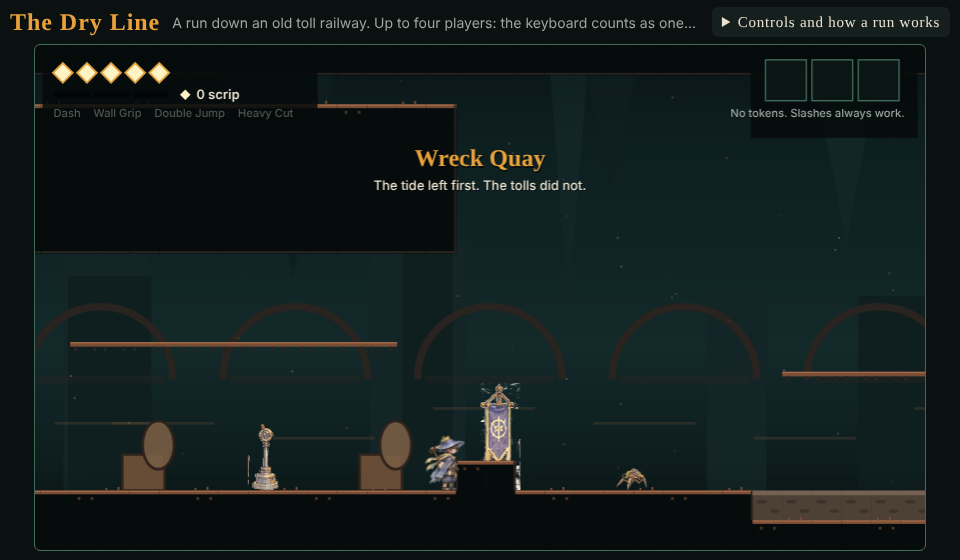 The Dry Line
A run down an old toll railway. Up to four players: the keyboard counts as one...
▶ Controls and how a run works
◆ 0 scrip
Dash Wall Grip Double Jump Heavy Cut
No tokens. Slashes always work.
Wreck Quay
The tide left first. The tolls did not.